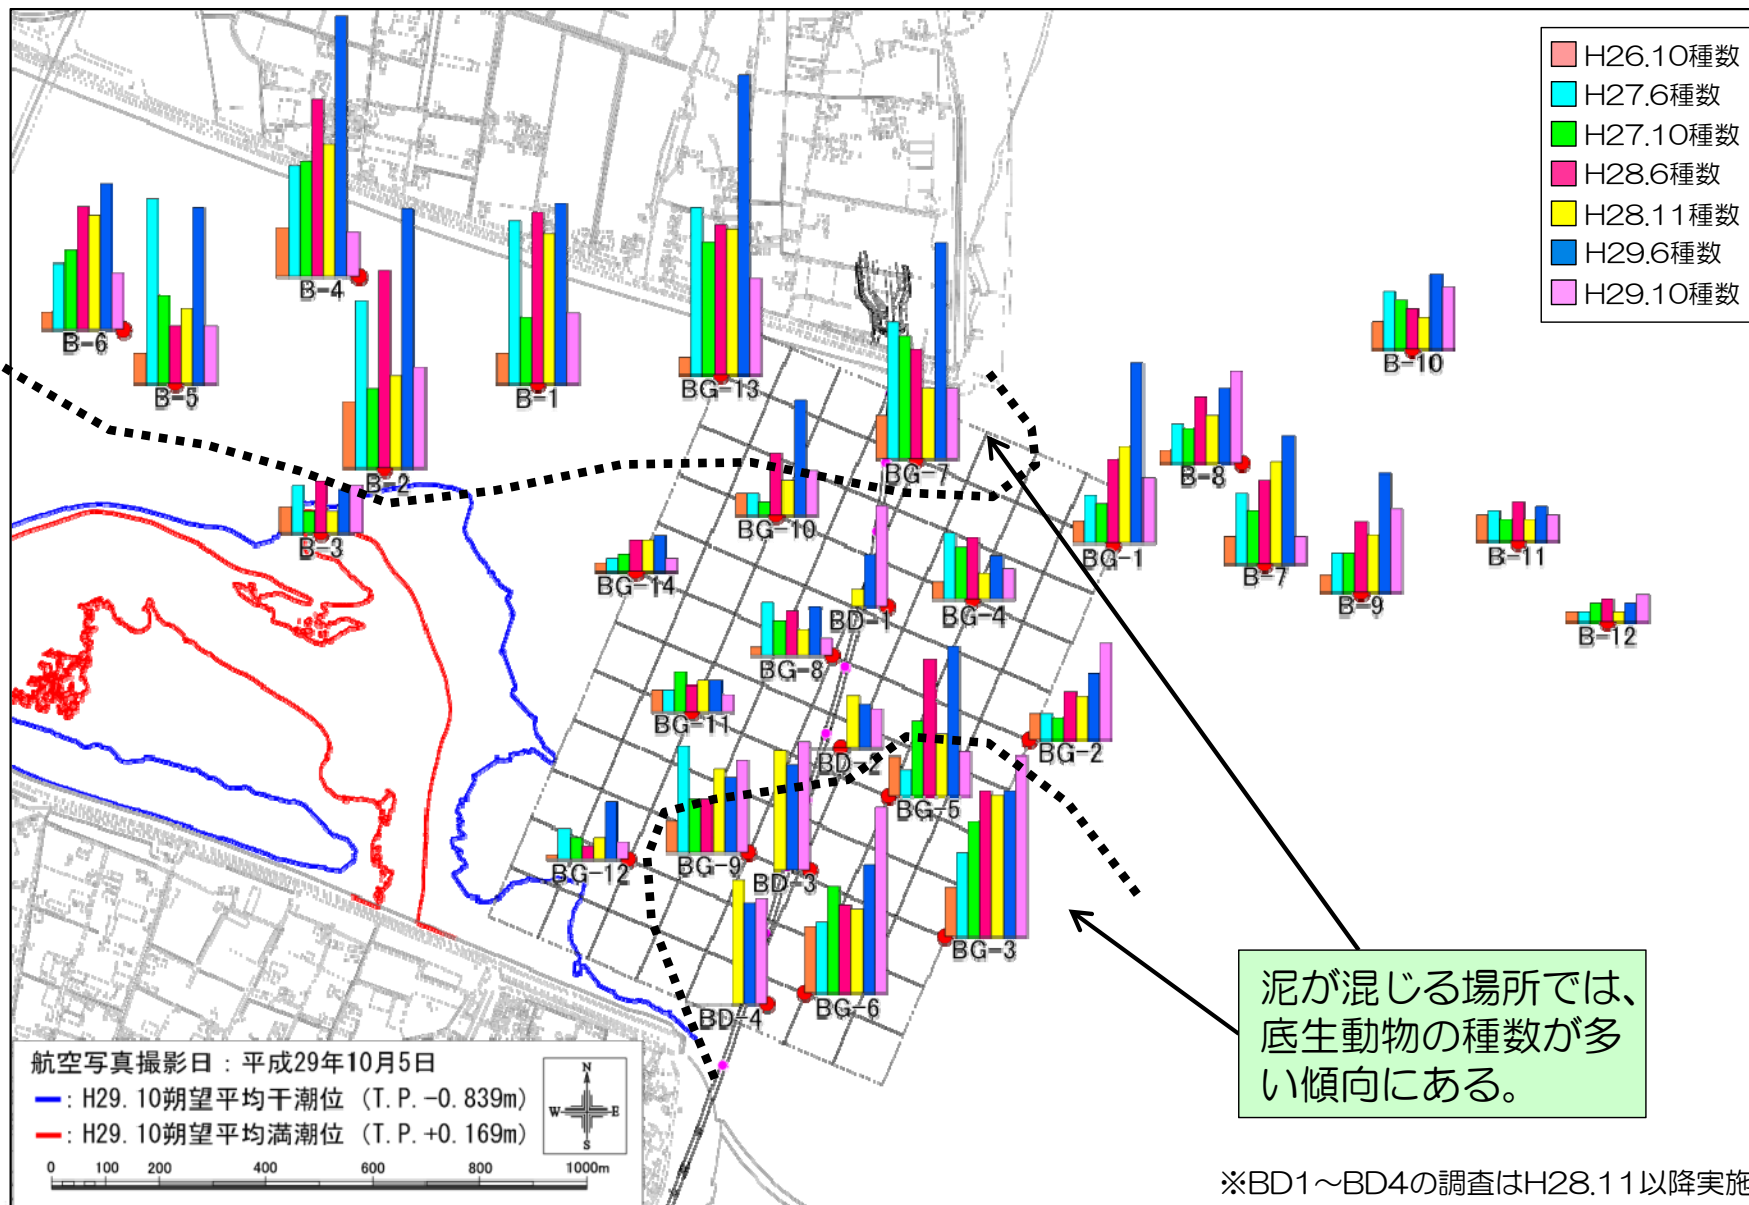 H26.10種数
H27.6種数
H27.10種数
H28.6種数
H28.11種数
H29.6種数
H29.10種数
B-4
B-6
B-5
B-1
BG-13
B-10
B-2
BG-7
B-8
B-3
BG-10
BG-1
B-7
B-11
BG-14
BD-1
BG-4
B-9
B-12
BG-8
BG-11
BD-2
BG-2
BG-5
BG-12
BG-9
BD-3
BG-3
BD-4
BG-6
泥が混じる場所では、
底生動物の種数が多
い傾向にある。
航空写真撮影日：平成29年10月5日
：H29.10朔望平均干潮位（T.P.-0.839m）
：H29.10朔望平均満潮位（T.P.+0.169m）
N
W E
S
0 100 200 400 600 800 1000m
※BD1～BD4の調査はH28.11以降実施